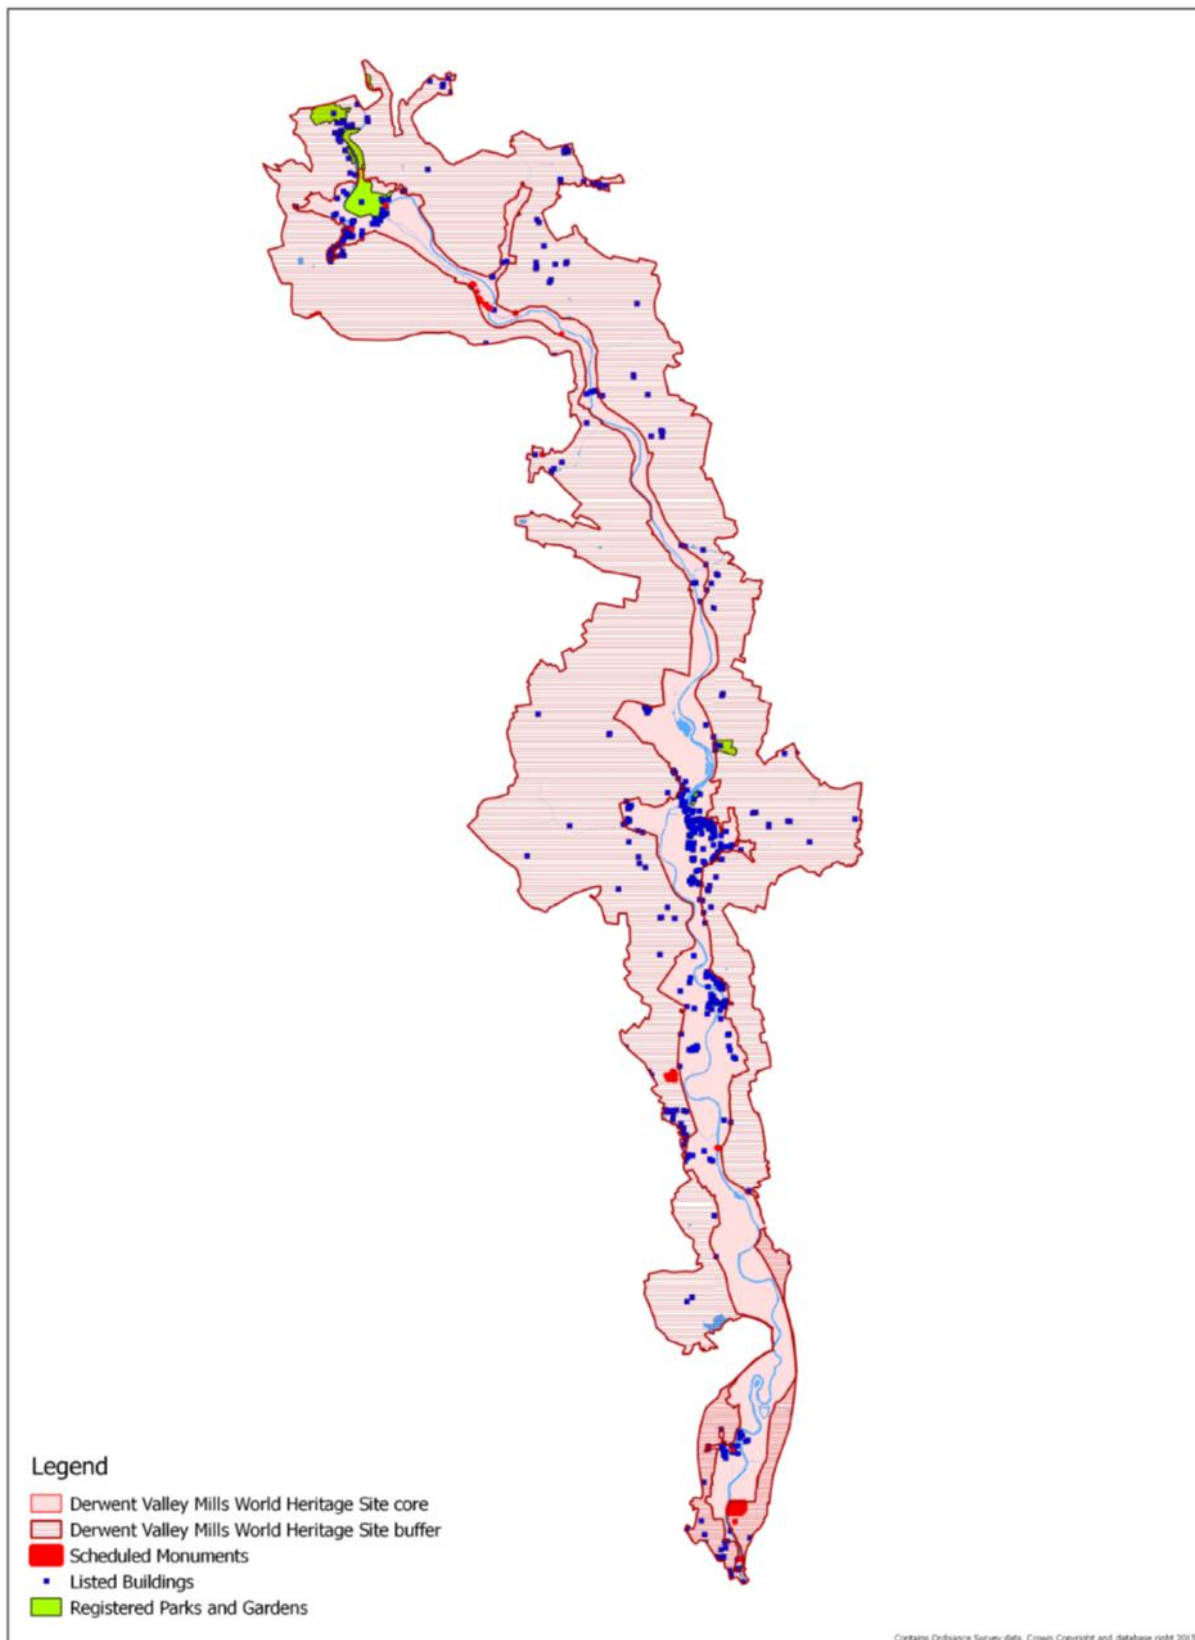 Legend
Derwent Valley Mills World Heritage Site core
Derwent Valley Mills World Heritage Site buffer
Scheduled Monuments
Listed Buildings
Registered Parks and Gardens
Contains Ordnance Survey data. Crown Copyright and database right 2015